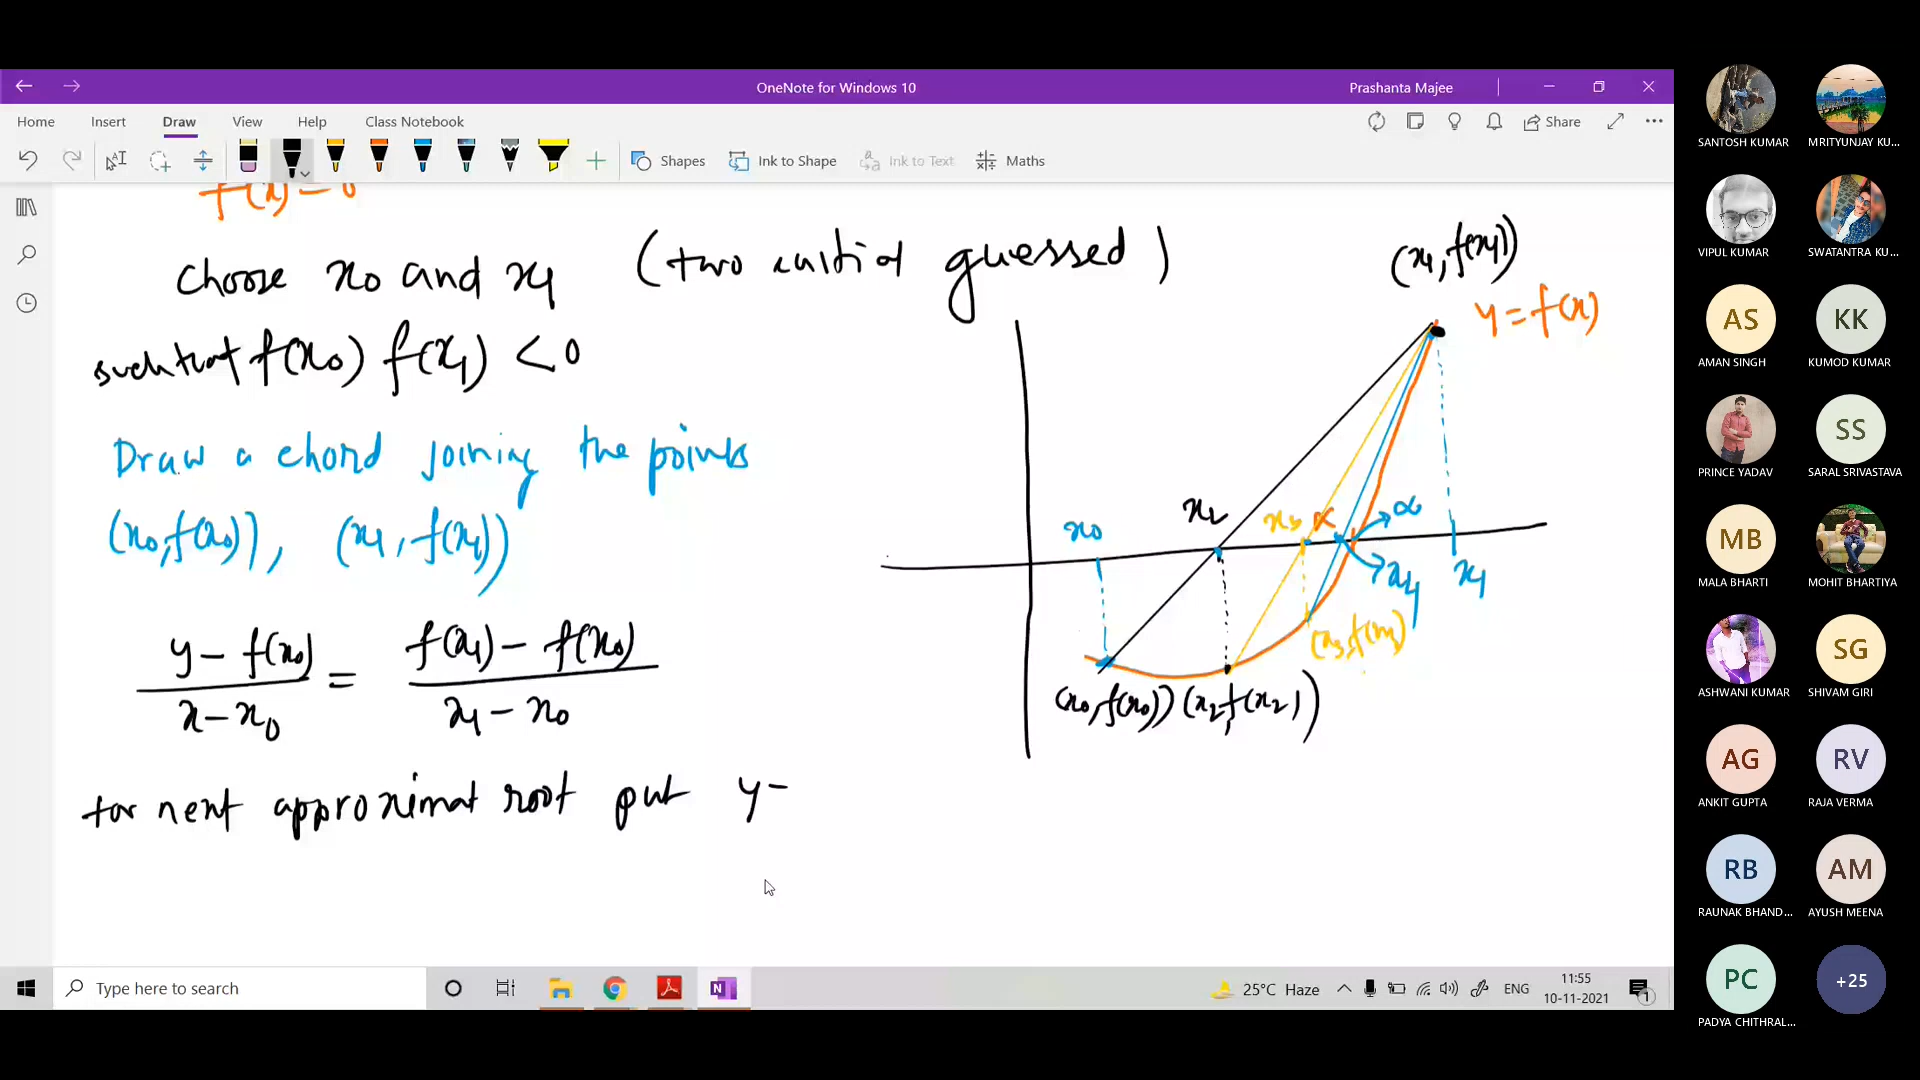 OneNote for Windows 10
Prashanta Majee
Home Insert Draw View Help Class Notebook
Share
Shapes Ink to Shape Ink to Text Maths
f(x) = 0
choose x0 and x1 (two initial guessed)
such that f(x0) f(x1) < 0
Draw a chord joining the points
(x0, f(x0)), (x1, f(x1))
y - f(x0) / x - x0 = f(x1) - f(x0) / x1 - x0
for next approximat root put y-
(x1, f(x1))
y = f(x)
x0
x2
x3
α
α
x4
x1
(x3, f(x3))
(x0, f(x0)) (x2, f(x2))
Type here to search
25°C Haze
ENG
11:55
10-11-2021
1
SANTOSH KUMAR
MRITYUNJAY KU...
VIPUL KUMAR
SWATANTRA KU...
AS
AMAN SINGH
KK
KUMOD KUMAR
PRINCE YADAV
SS
SARAL SRIVASTAVA
MB
MALA BHARTI
MOHIT BHARTIYA
ASHWANI KUMAR
SG
SHIVAM GIRI
AG
ANKIT GUPTA
RV
RAJA VERMA
RB
RAUNAK BHAND...
AM
AYUSH MEENA
PC
PADYA CHITHRAL...
+25